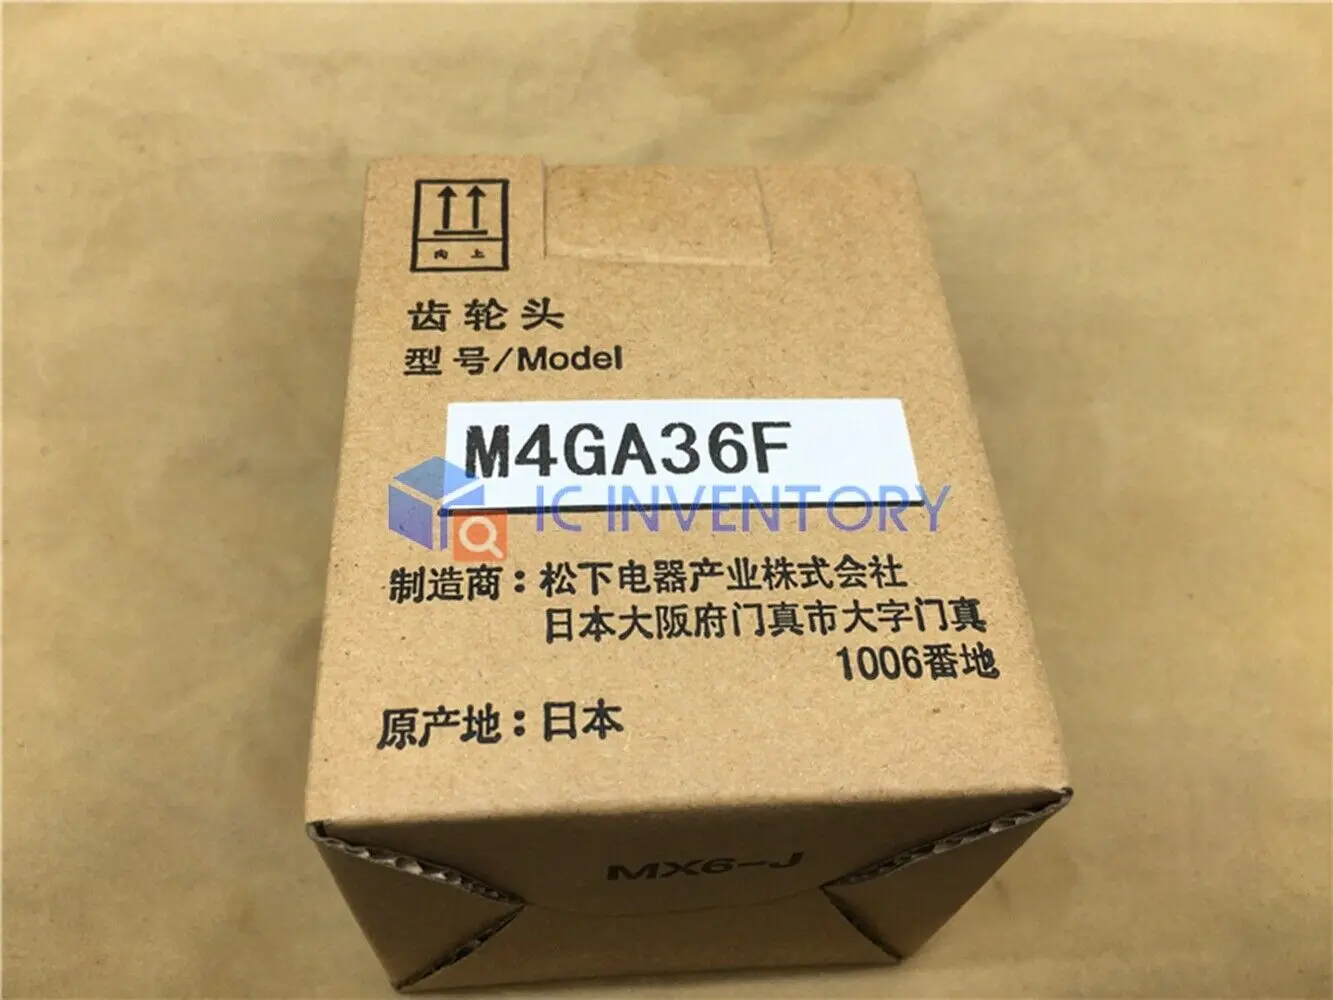 向 上
齿轮头
型号/Model
M4GA36F
IC INVENTORY
制造商：松下电器产业株式会社
日本大阪府门真市大字门真
1006番地
原产地：日本
MX6-J